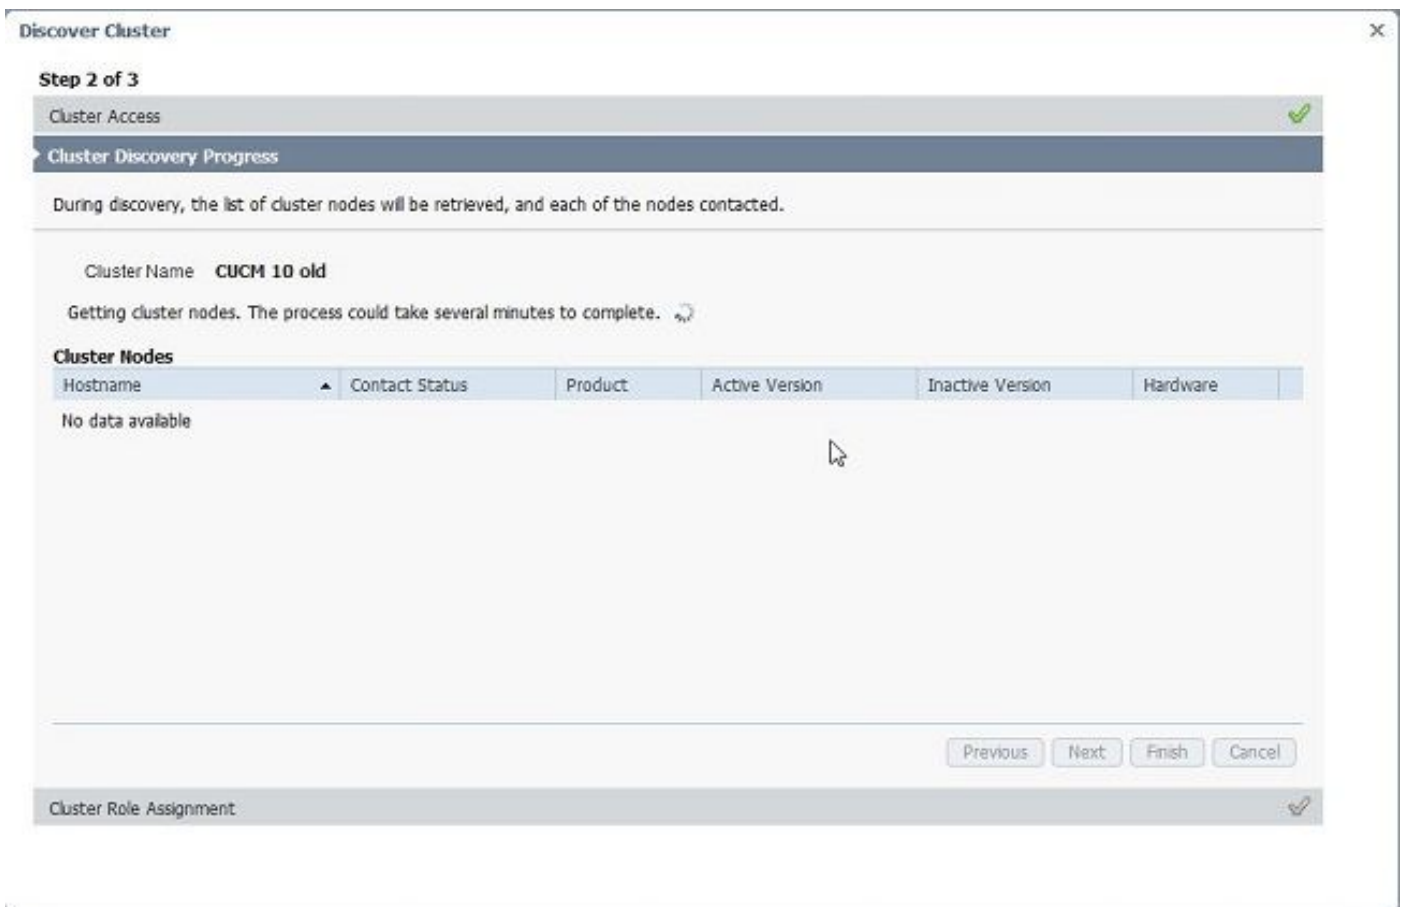 Discover Cluster
Step 2 of 3
Cluster Access
Cluster Discovery Progress
During discovery, the list of cluster nodes will be retrieved, and each of the nodes contacted.
Cluster Name CUCM 10 old
Getting cluster nodes. The process could take several minutes to complete.
Cluster Nodes
Hostname Contact Status Product Active Version Inactive Version Hardware
No data available
Previous Next Finish Cancel
Cluster Role Assignment